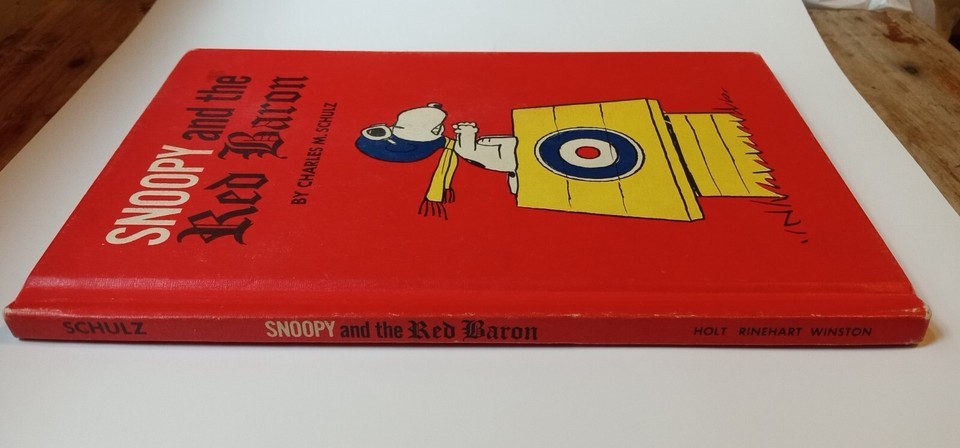 SNOOPY and the
Red Baron
BY CHARLES M. SCHULZ
SCHULZ SNOOPY and the Red Baron HOLT RINEHART WINSTON